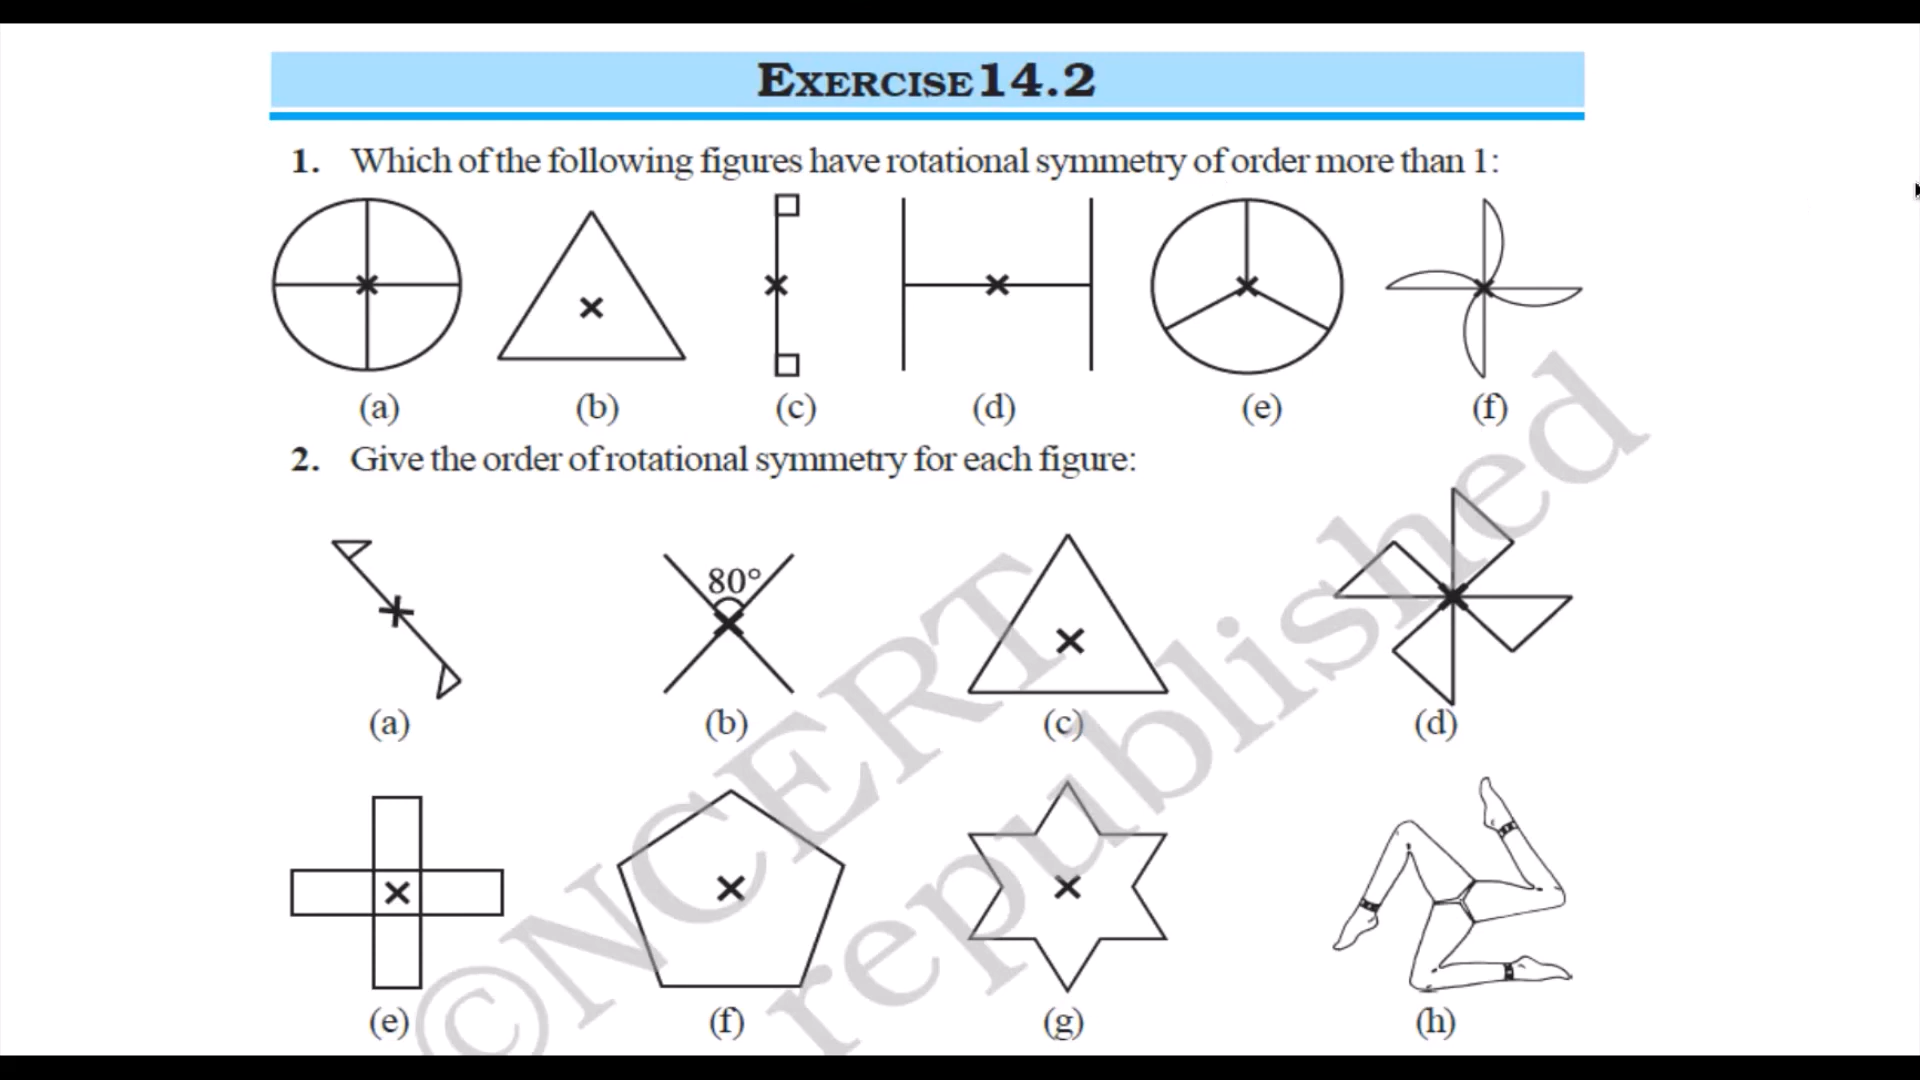 EXERCISE 14.2
1. Which of the following figures have rotational symmetry of order more than 1:
(a) (b) (c) (d) (e) (f)
2. Give the order of rotational symmetry for each figure:
80°
(a) (b) (c) (d)
(e) (f) (g) (h)
©NCERT
republished